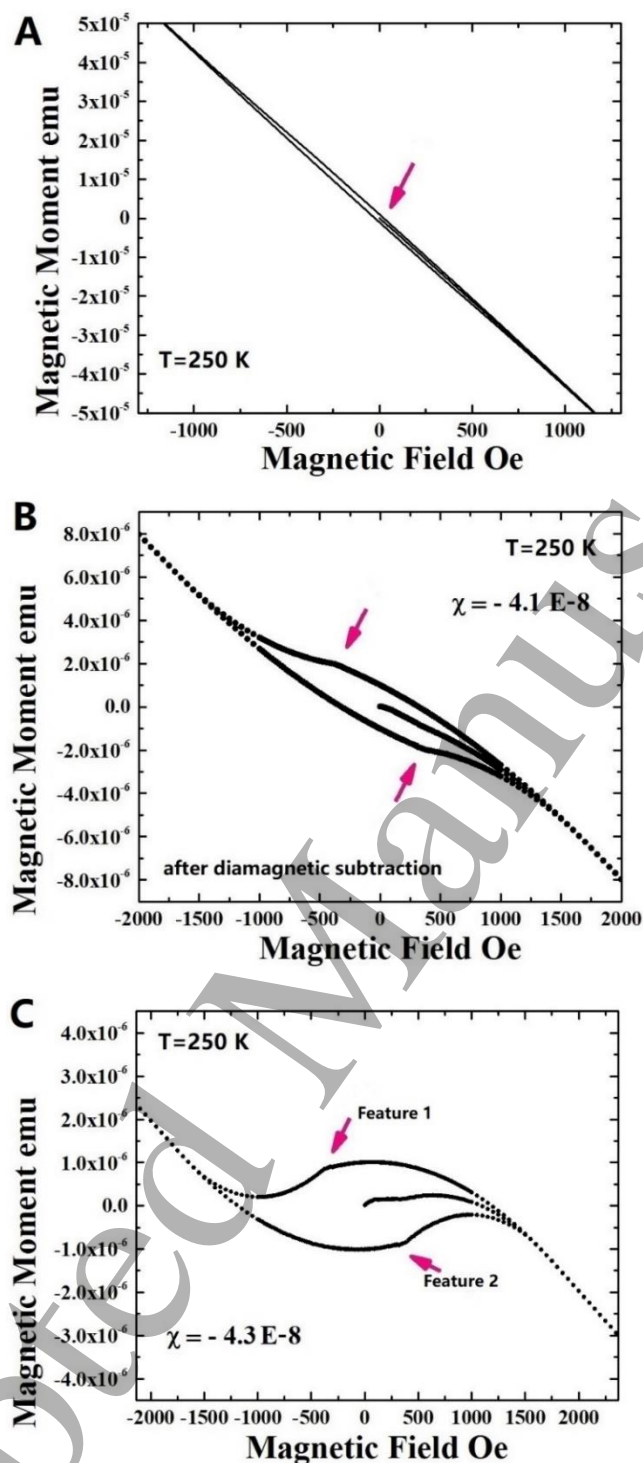 A
Magnetic Moment emu
5x10⁻⁵
4x10⁻⁵
3x10⁻⁵
2x10⁻⁵
1x10⁻⁵
0
-1x10⁻⁵
-2x10⁻⁵
-3x10⁻⁵
-4x10⁻⁵
-5x10⁻⁵
T=250 K
-1000 -500 0 500 1000
Magnetic Field Oe
B
Magnetic Moment emu
8.0x10⁻⁶
6.0x10⁻⁶
4.0x10⁻⁶
2.0x10⁻⁶
0.0
-2.0x10⁻⁶
-4.0x10⁻⁶
-6.0x10⁻⁶
-8.0x10⁻⁶
T=250 K
χ = - 4.1 E-8
after diamagnetic subtraction
-2000 -1500 -1000 -500 0 500 1000 1500 2000
Magnetic Field Oe
C
Magnetic Moment emu
4.0x10⁻⁶
3.0x10⁻⁶
2.0x10⁻⁶
1.0x10⁻⁶
0.0
-1.0x10⁻⁶
-2.0x10⁻⁶
-3.0x10⁻⁶
-4.0x10⁻⁶
T=250 K
Feature 1
Feature 2
χ = - 4.3 E-8
-2000 -1500 -1000 -500 0 500 1000 1500 2000
Magnetic Field Oe
pted Manus